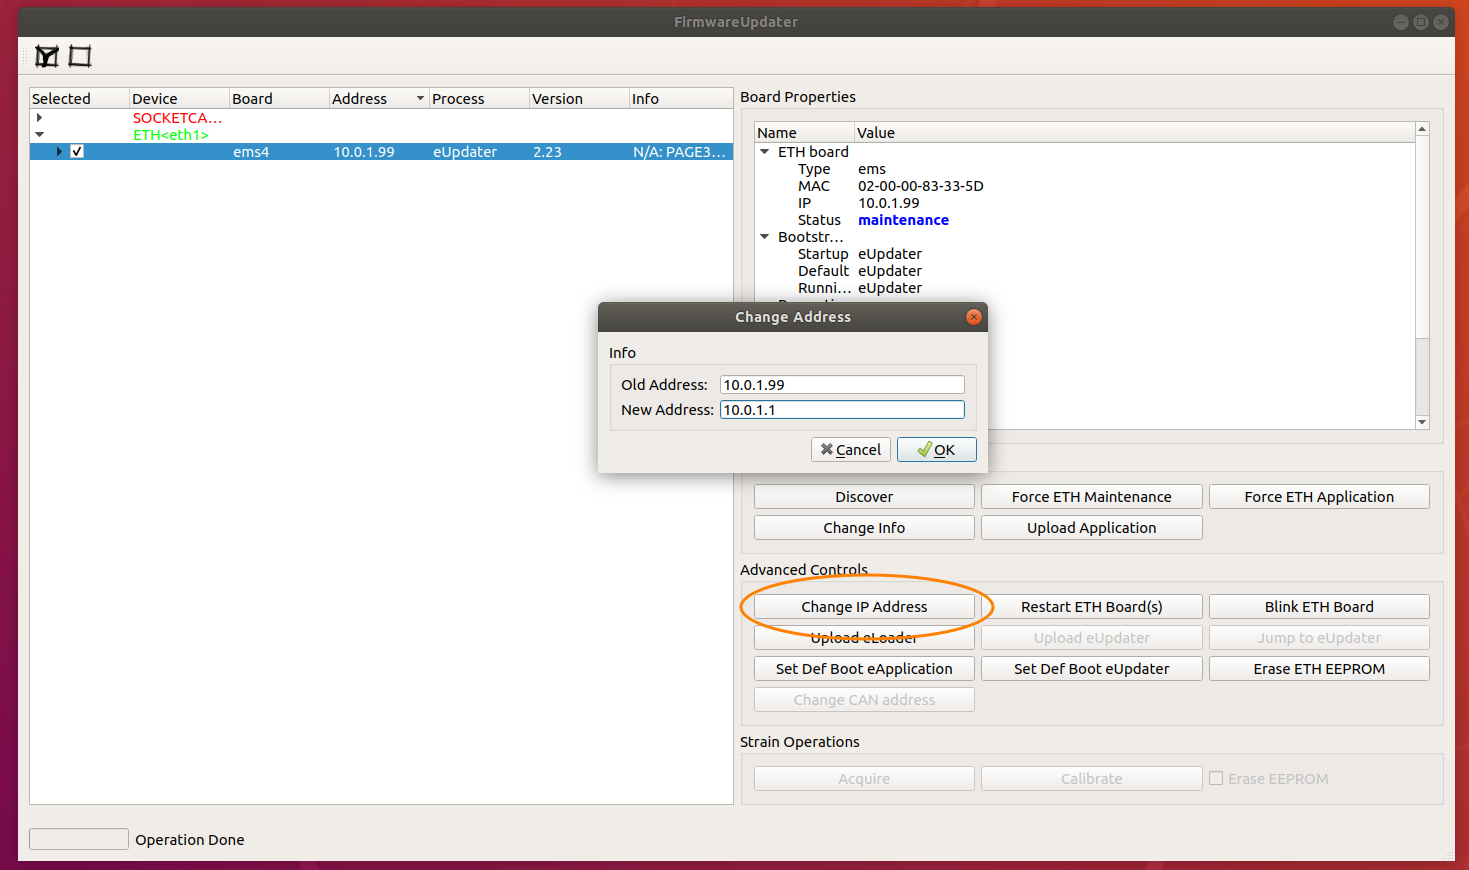 FirmwareUpdater
Selected Device Board Address Process Version Info
SOCKETCA...
ETH<eth1>
ems4 10.0.1.99 eUpdater 2.23 N/A: PAGE3...
Board Properties
Name Value
ETH board
Type ems
MAC 02-00-00-83-33-5D
IP 10.0.1.99
Status maintenance
Bootstr...
Startup eUpdater
Default eUpdater
Runni... eUpdater
Change Address
Info
Old Address: 10.0.1.99
New Address: 10.0.1.1
Cancel OK
Discover Force ETH Maintenance Force ETH Application
Change Info Upload Application
Advanced Controls
Change IP Address Restart ETH Board(s) Blink ETH Board
Upload eLoader Upload eUpdater Jump to eUpdater
Set Def Boot eApplication Set Def Boot eUpdater Erase ETH EEPROM
Change CAN address
Strain Operations
Acquire Calibrate Erase EEPROM
Operation Done